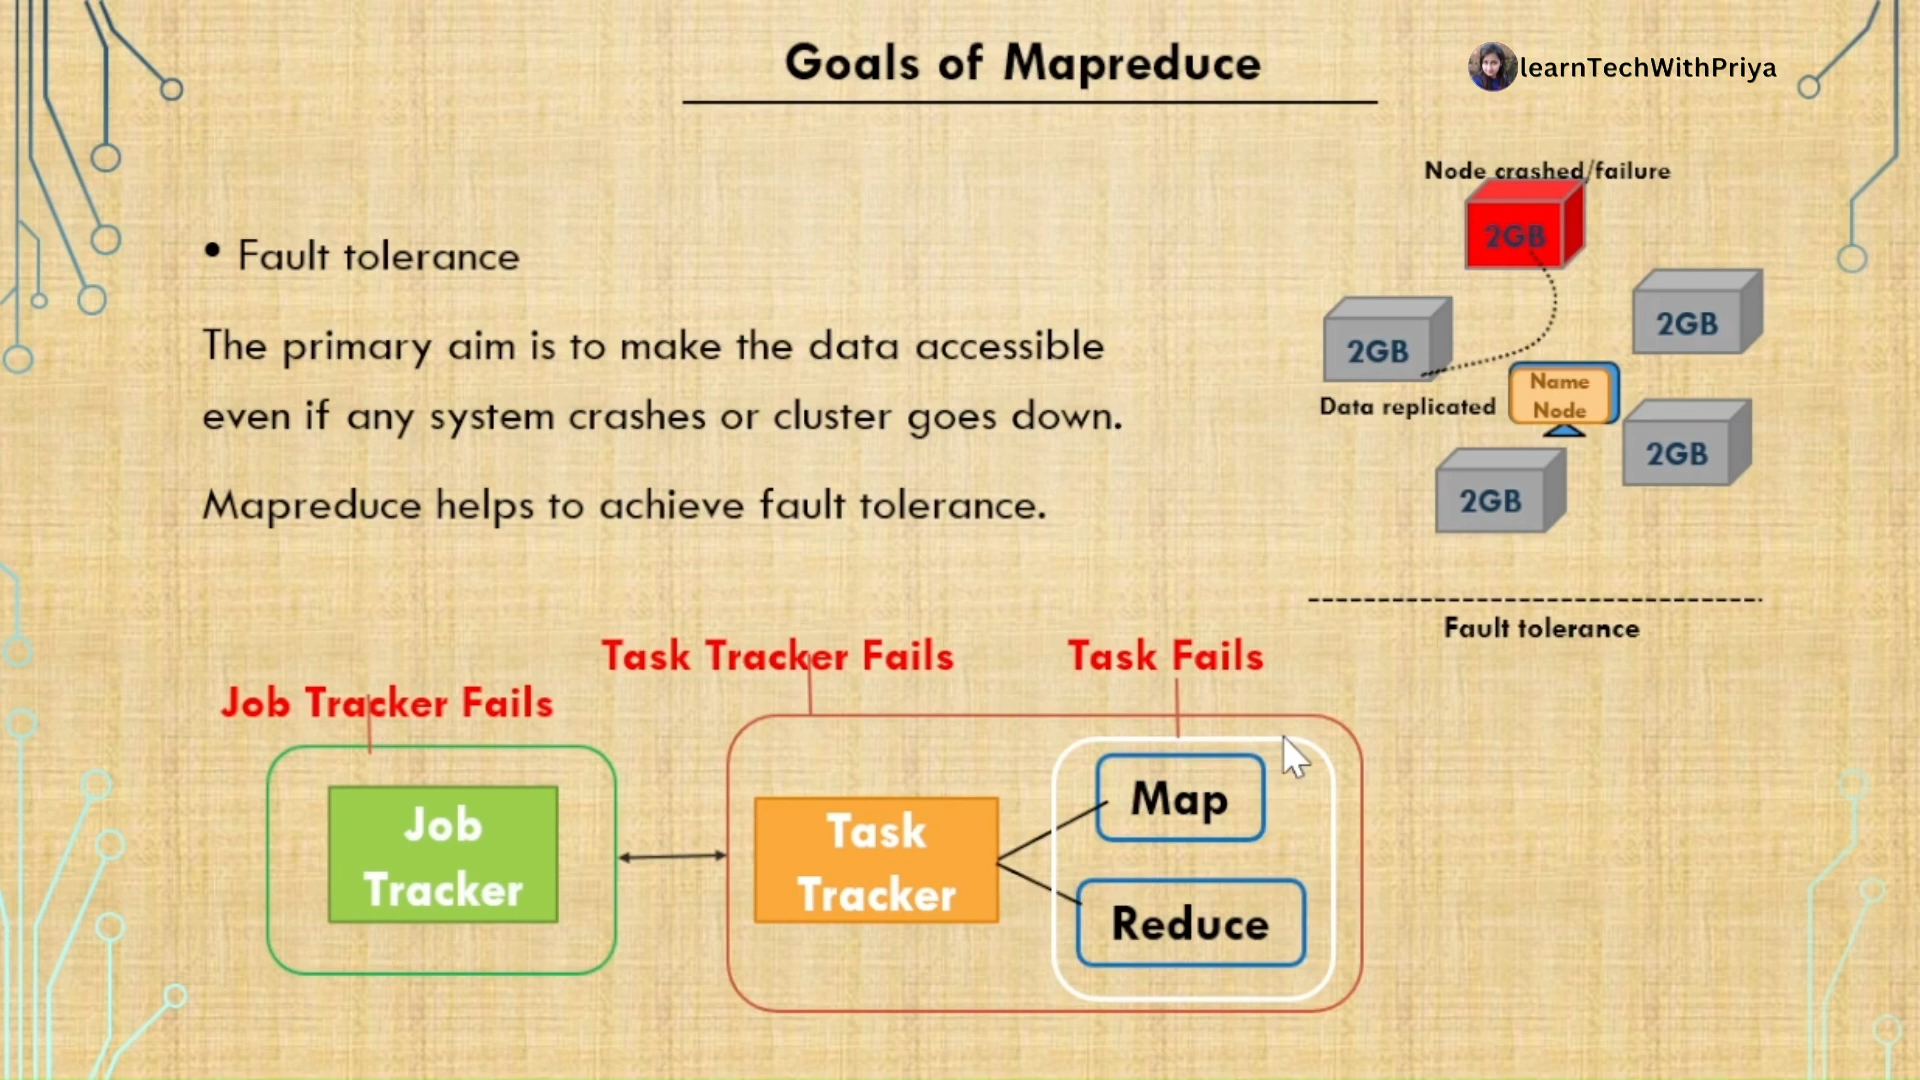 Goals of Mapreduce
learnTechWithPriya
• Fault tolerance
The primary aim is to make the data accessible
even if any system crashes or cluster goes down.
Mapreduce helps to achieve fault tolerance.
Node crashed/failure
2GB
2GB
2GB
Name
Node
Data replicated
2GB
2GB
Fault tolerance
Job Tracker Fails
Task Tracker Fails
Task Fails
Job
Tracker
Task
Tracker
Map
Reduce